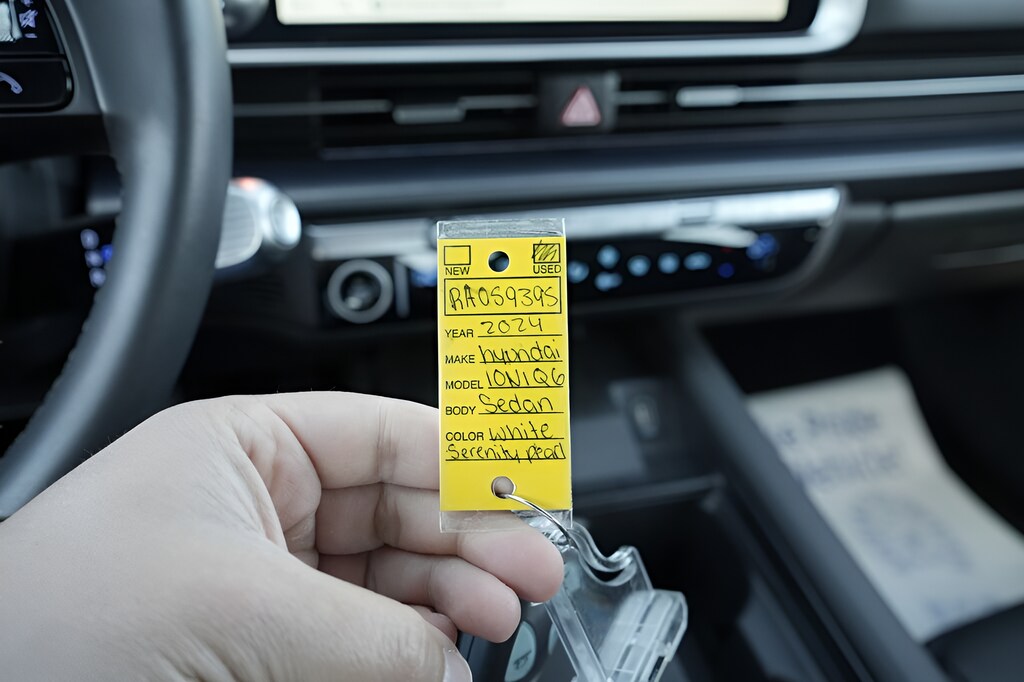 NEW USED
RA059395
YEAR 2024
MAKE hyundai
MODEL IONIQ6
BODY Sedan
COLOR White
Serenity pearl